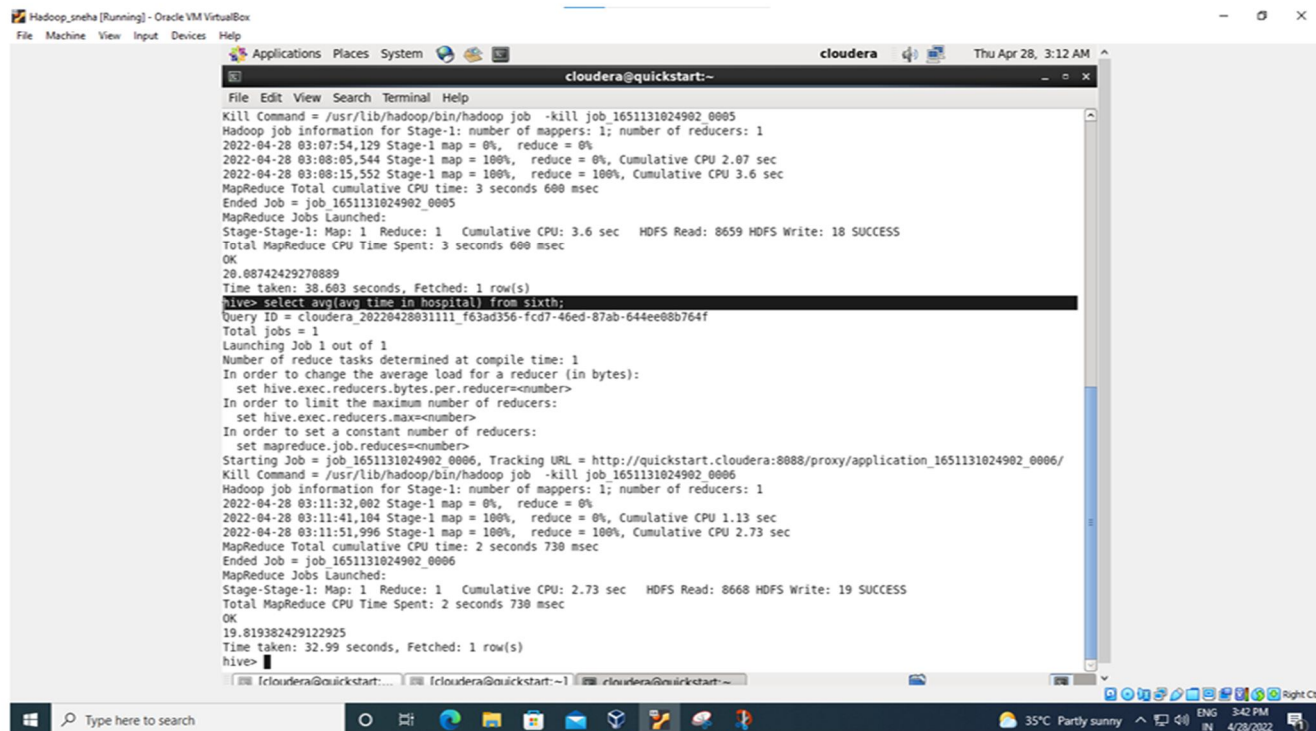 Hadoop_sneha [Running] - Oracle VM VirtualBox
File Machine View Input Devices Help
Applications Places System cloudera Thu Apr 28, 3:12 AM
cloudera@quickstart:~
File Edit View Search Terminal Help
Kill Command = /usr/lib/hadoop/bin/hadoop job  -kill job_1651131024902_0005
Hadoop job information for Stage-1: number of mappers: 1; number of reducers: 1
2022-04-28 03:07:54,129 Stage-1 map = 0%,  reduce = 0%
2022-04-28 03:08:05,544 Stage-1 map = 100%,  reduce = 0%, Cumulative CPU 2.07 sec
2022-04-28 03:08:15,552 Stage-1 map = 100%,  reduce = 100%, Cumulative CPU 3.6 sec
MapReduce Total cumulative CPU time: 3 seconds 600 msec
Ended Job = job_1651131024902_0005
MapReduce Jobs Launched:
Stage-Stage-1: Map: 1  Reduce: 1   Cumulative CPU: 3.6 sec   HDFS Read: 8659 HDFS Write: 18 SUCCESS
Total MapReduce CPU Time Spent: 3 seconds 600 msec
OK
20.08742429270889
Time taken: 38.603 seconds, Fetched: 1 row(s)
hive> select avg(avg_time_in_hospital) from sixth;
Query ID = cloudera_20220428031111_f63ad356-fcd7-46ed-87ab-644ee08b764f
Total jobs = 1
Launching Job 1 out of 1
Number of reduce tasks determined at compile time: 1
In order to change the average load for a reducer (in bytes):
  set hive.exec.reducers.bytes.per.reducer=<number>
In order to limit the maximum number of reducers:
  set hive.exec.reducers.max=<number>
In order to set a constant number of reducers:
  set mapreduce.job.reduces=<number>
Starting Job = job_1651131024902_0006, Tracking URL = http://quickstart.cloudera:8088/proxy/application_1651131024902_0006/
Kill Command = /usr/lib/hadoop/bin/hadoop job  -kill job_1651131024902_0006
Hadoop job information for Stage-1: number of mappers: 1; number of reducers: 1
2022-04-28 03:11:32,002 Stage-1 map = 0%,  reduce = 0%
2022-04-28 03:11:41,104 Stage-1 map = 100%,  reduce = 0%, Cumulative CPU 1.13 sec
2022-04-28 03:11:51,996 Stage-1 map = 100%,  reduce = 100%, Cumulative CPU 2.73 sec
MapReduce Total cumulative CPU time: 2 seconds 730 msec
Ended Job = job_1651131024902_0006
MapReduce Jobs Launched:
Stage-Stage-1: Map: 1  Reduce: 1   Cumulative CPU: 2.73 sec   HDFS Read: 8668 HDFS Write: 19 SUCCESS
Total MapReduce CPU Time Spent: 2 seconds 730 msec
OK
19.819382429122925
Time taken: 32.99 seconds, Fetched: 1 row(s)
hive>
[cloudera@quickstart:... [cloudera@quickstart:~] cloudera@quickstart:~
Right Ct
Type here to search 35°C Partly sunny ENG 3:42 PM
IN 4/28/2022